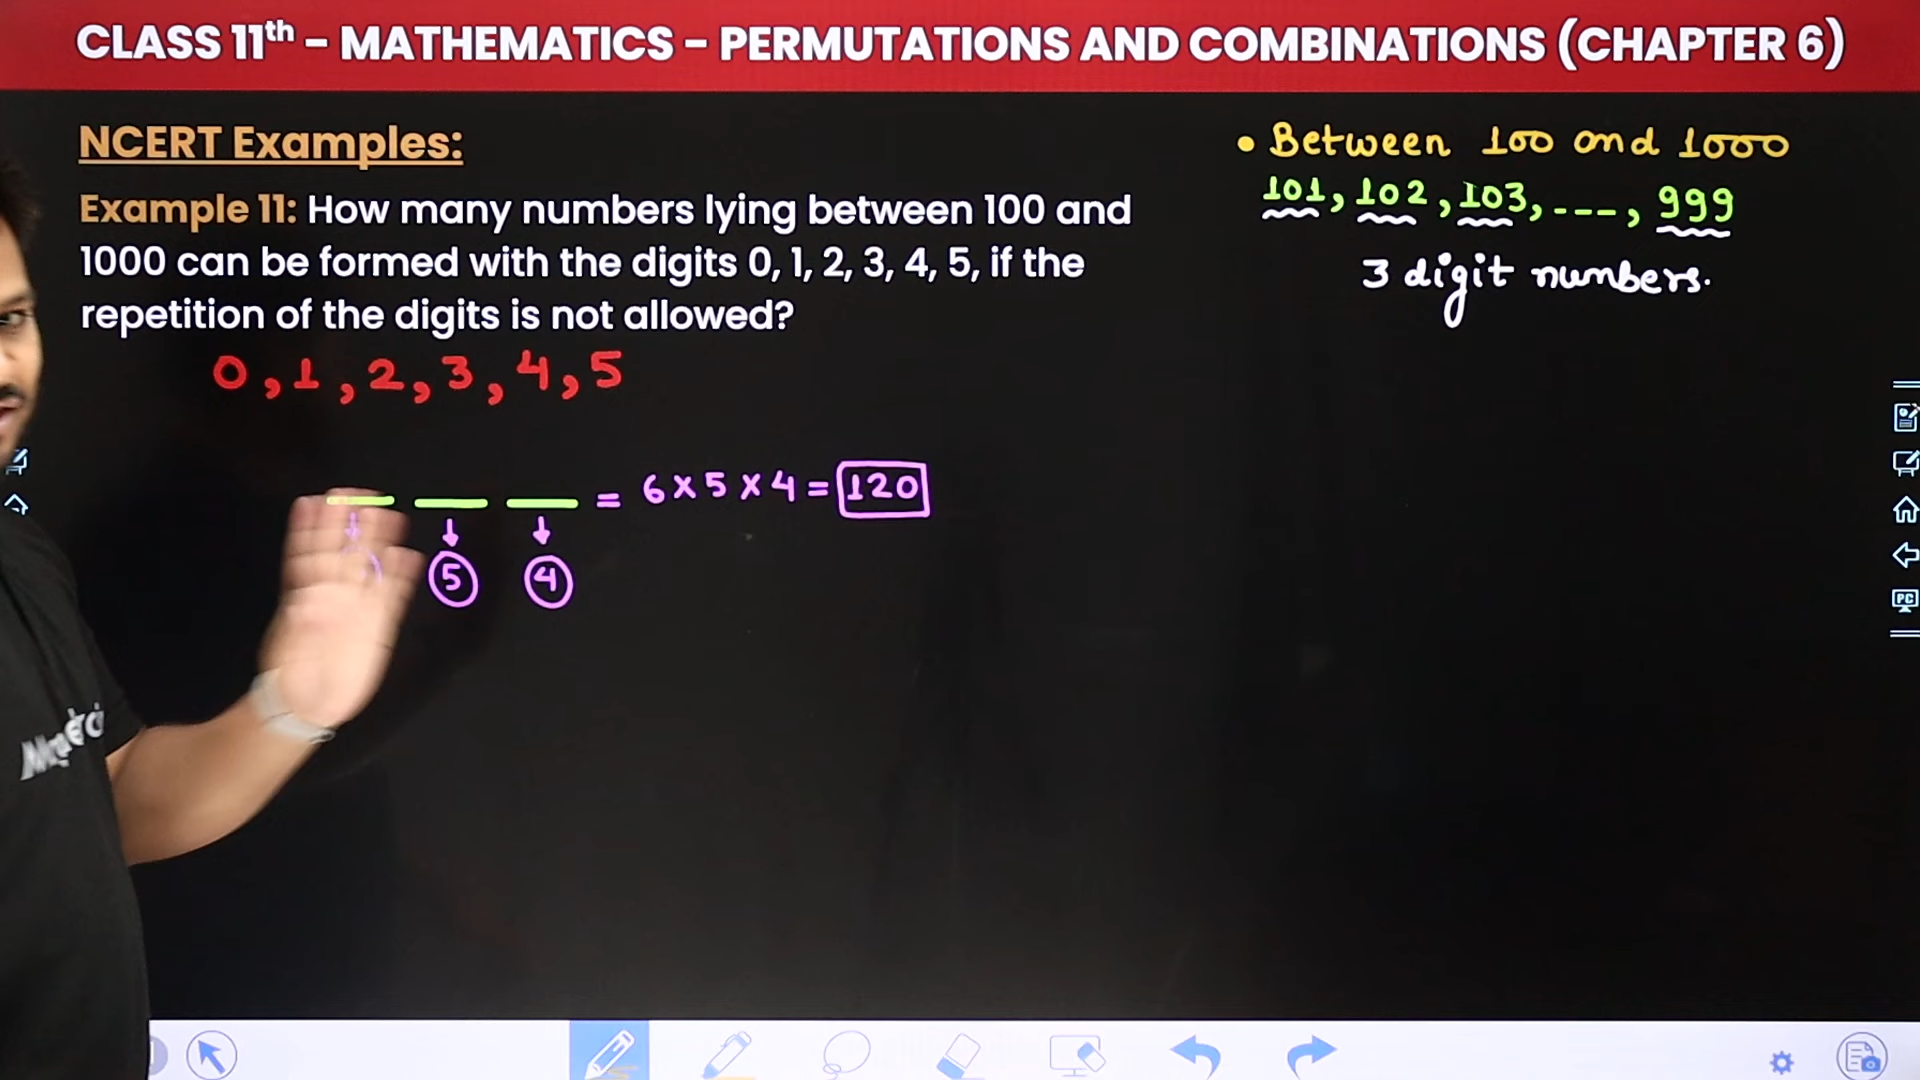 CLASS 11th - MATHEMATICS - PERMUTATIONS AND COMBINATIONS (CHAPTER 6)
NCERT Examples:
Example 11: How many numbers lying between 100 and
1000 can be formed with the digits 0, 1, 2, 3, 4, 5, if the
repetition of the digits is not allowed?
0, 1, 2, 3, 4, 5
= 6 × 5 × 4 = 120
5 4
• Between 100 and 1000
101, 102, 103, ---, 999
3 digit numbers.
PC